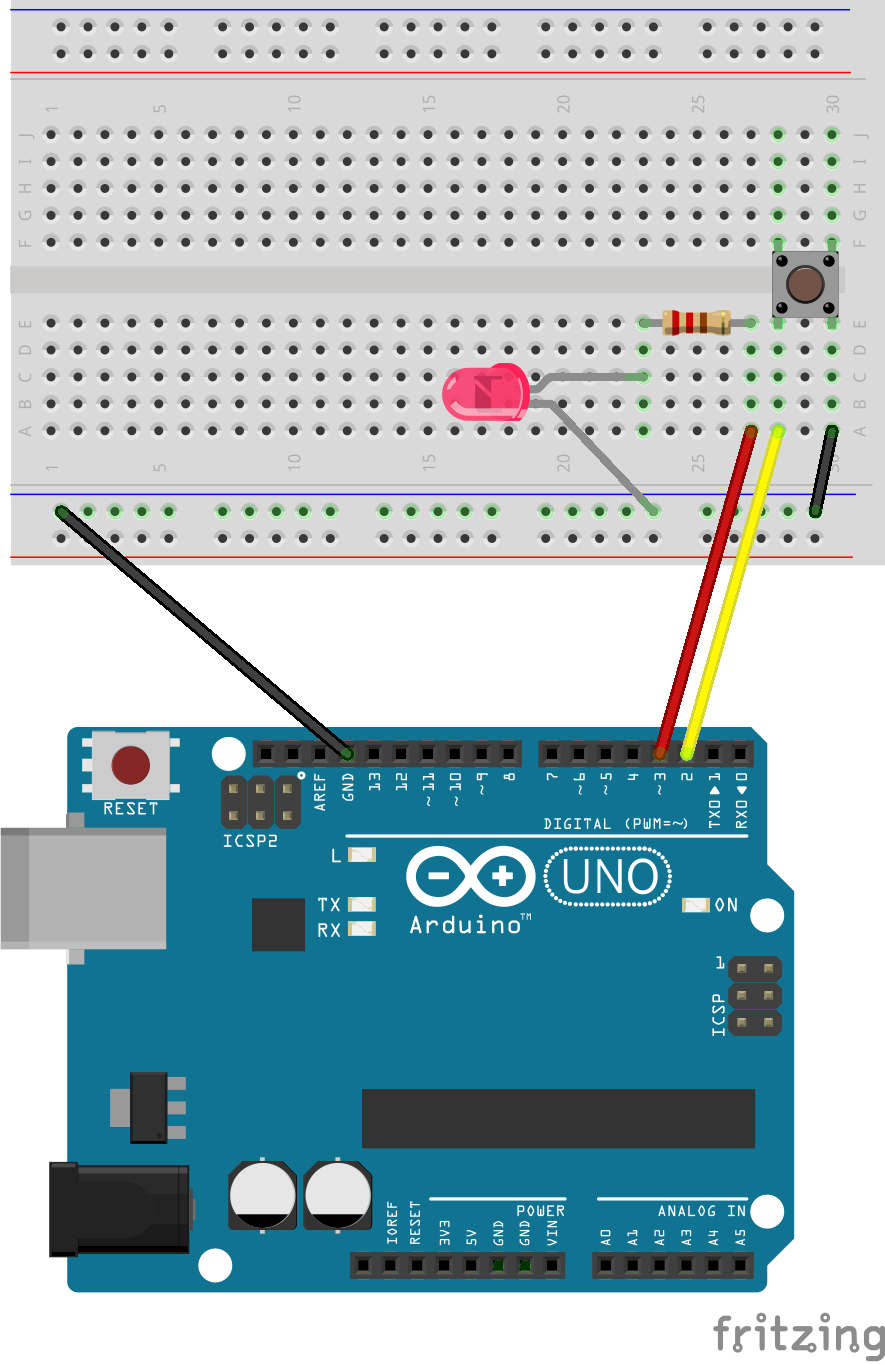 1 5 10 15 20 25 30
J J
I I
H H
G G
F F
E E
D D
C C
B B
A A
1 5 10 15 20 25 30
RESET
ICSP2
AREF
GND
13
12
~11
~10
~9
8
7
~6
~5
4
~3
2
TX0▶1
RX0◀0
DIGITAL (PWM=~)
L
TX
RX
Arduino™
UNO
ON
1
ICSP
POWER
ANALOG IN
IOREF
RESET
3V3
5V
GND
GND
VIN
A0
A1
A2
A3
A4
A5
fritzing